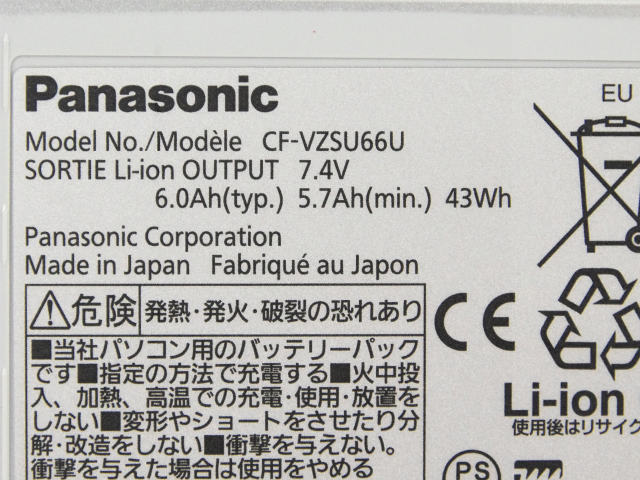 Panasonic
EU
Model No./Modèle CF-VZSU66U
SORTIE Li-ion OUTPUT 7.4V
6.0Ah(typ.) 5.7Ah(min.) 43Wh
Panasonic Corporation
Made in Japan Fabriqué au Japon
危険 発熱・発火・破裂の恐れあり
CE
■当社パソコン用のバッテリーパック
です■指定の方法で充電する■火中投
入、加熱、高温での充電・使用・放置を
しない■変形やショートをさせたり分
解・改造をしない■衝撃を与えない。
衝撃を与えた場合は使用をやめる
Li-ion
使用後はリサイク
PS